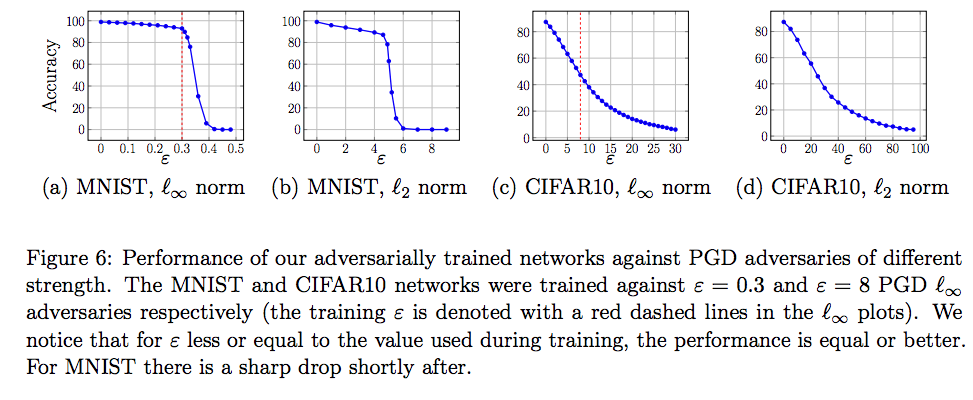 Accuracy
100
80
60
40
20
0
0 0.1 0.2 0.3 0.4 0.5
ε
(a) MNIST, ℓ∞ norm
100
80
60
40
20
0
0 2 4 6 8
ε
(b) MNIST, ℓ2 norm
80
60
40
20
0
0 5 10 15 20 25 30
ε
(c) CIFAR10, ℓ∞ norm
80
60
40
20
0
0 20 40 60 80 100
ε
(d) CIFAR10, ℓ2 norm
Figure 6: Performance of our adversarially trained networks against PGD adversaries of different
strength. The MNIST and CIFAR10 networks were trained against ε = 0.3 and ε = 8 PGD ℓ∞
adversaries respectively (the training ε is denoted with a red dashed lines in the ℓ∞ plots). We
notice that for ε less or equal to the value used during training, the performance is equal or better.
For MNIST there is a sharp drop shortly after.